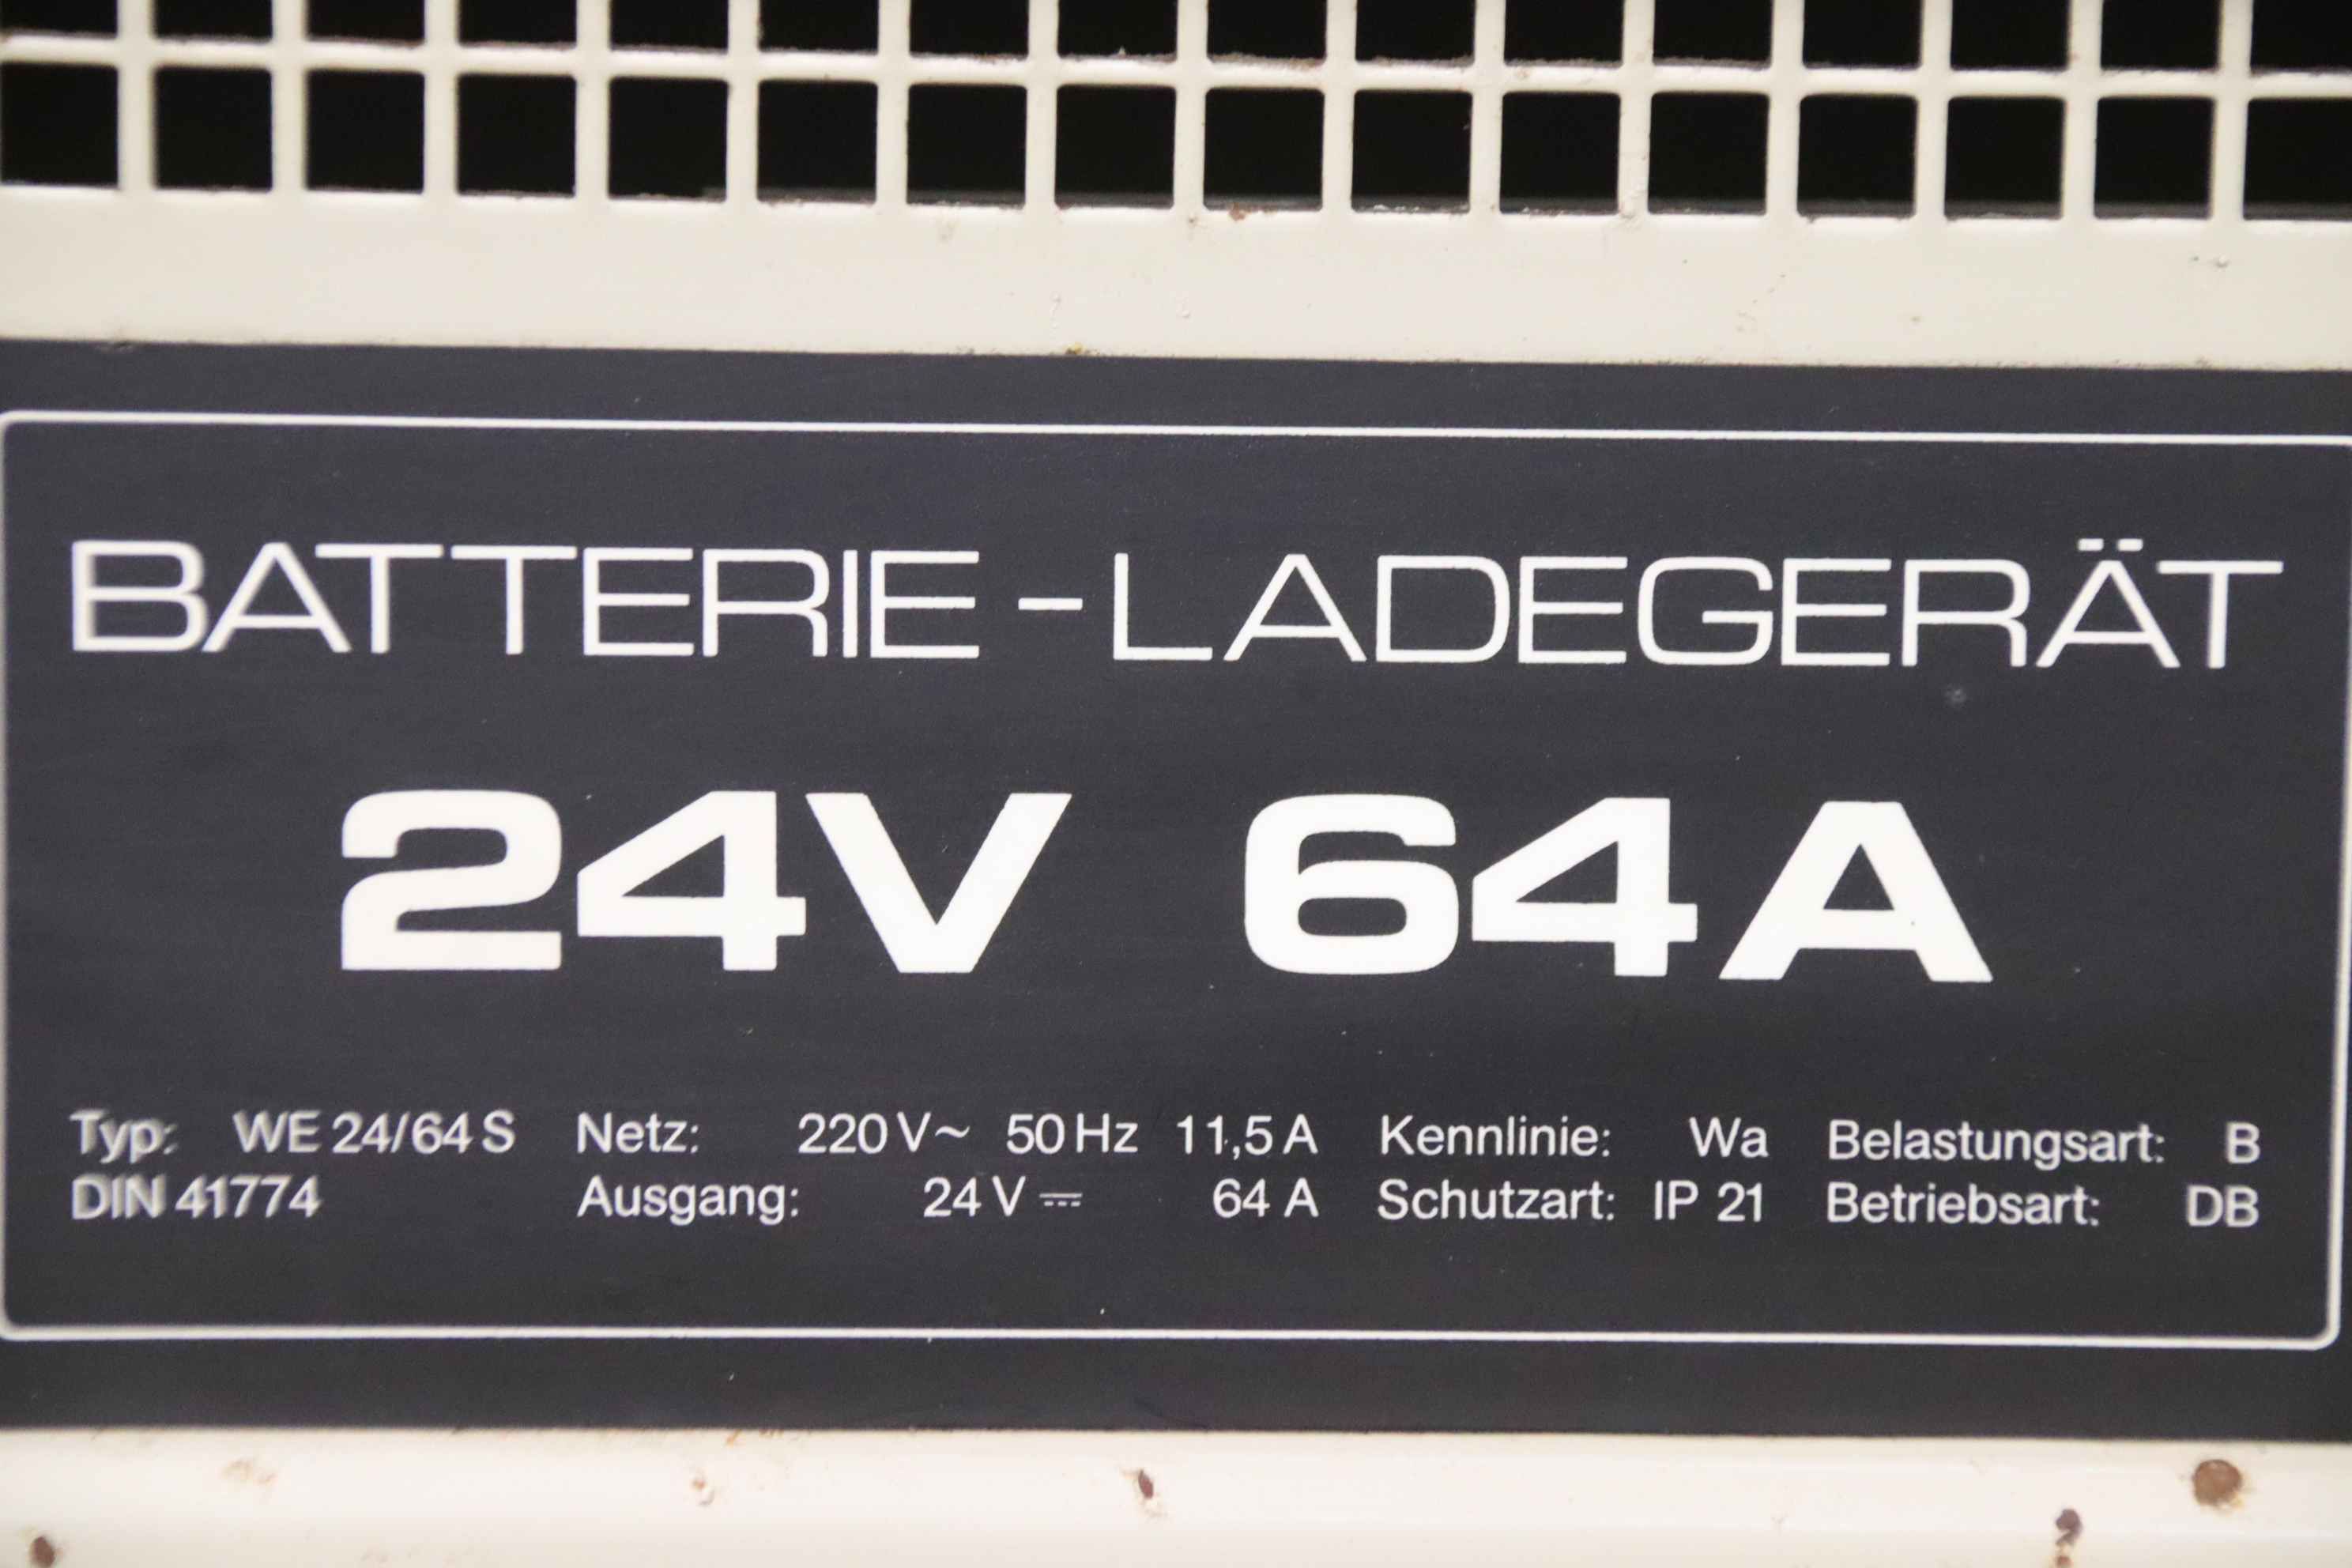 BATTERIE-LADEGERÄT
24V 64A
Typ: WE 24/64 S Netz: 220 V~ 50 Hz 11,5 A Kennlinie: Wa Belastungsart: B
DIN 41774 Ausgang: 24 V ⎓ 64 A Schutzart: IP 21 Betriebsart: DB